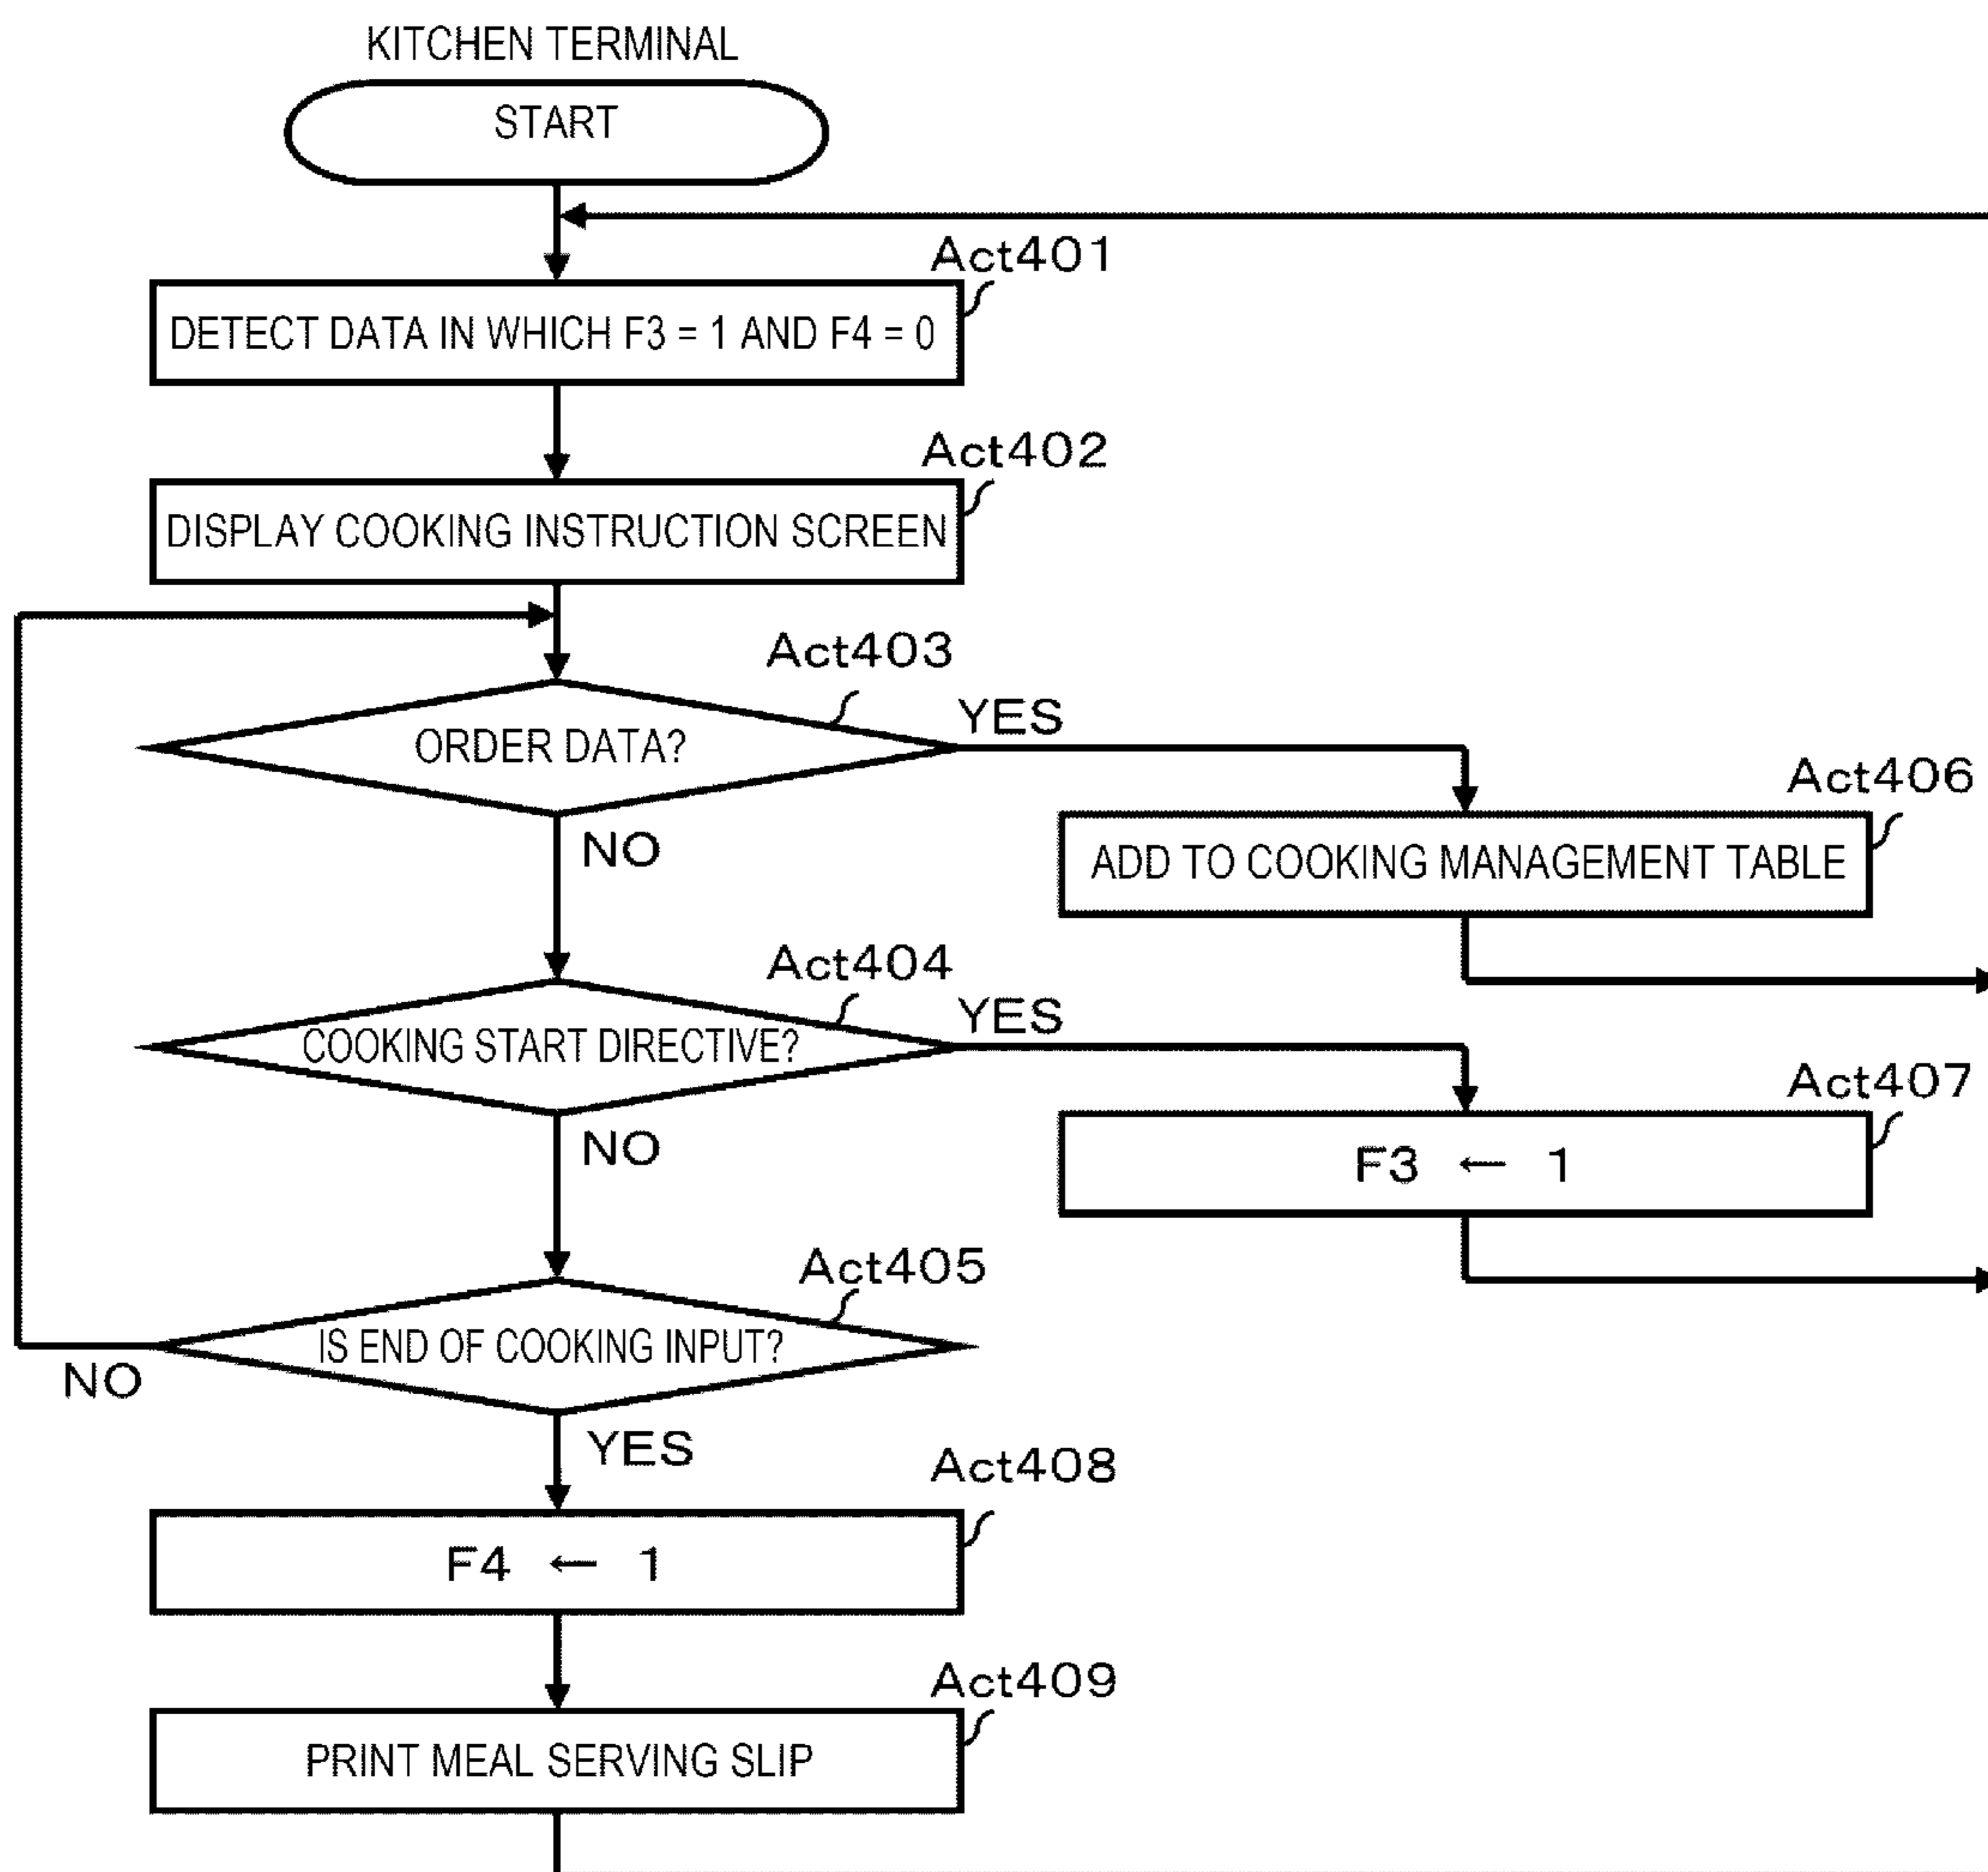 KITCHEN TERMINAL
START
Act401
DETECT DATA IN WHICH F3 = 1 AND F4 = 0
Act402
DISPLAY COOKING INSTRUCTION SCREEN
Act403
ORDER DATA?
YES
NO
Act406
ADD TO COOKING MANAGEMENT TABLE
Act404
COOKING START DIRECTIVE?
YES
NO
Act407
F3 ← 1
Act405
IS END OF COOKING INPUT?
NO
YES
Act408
F4 ← 1
Act409
PRINT MEAL SERVING SLIP